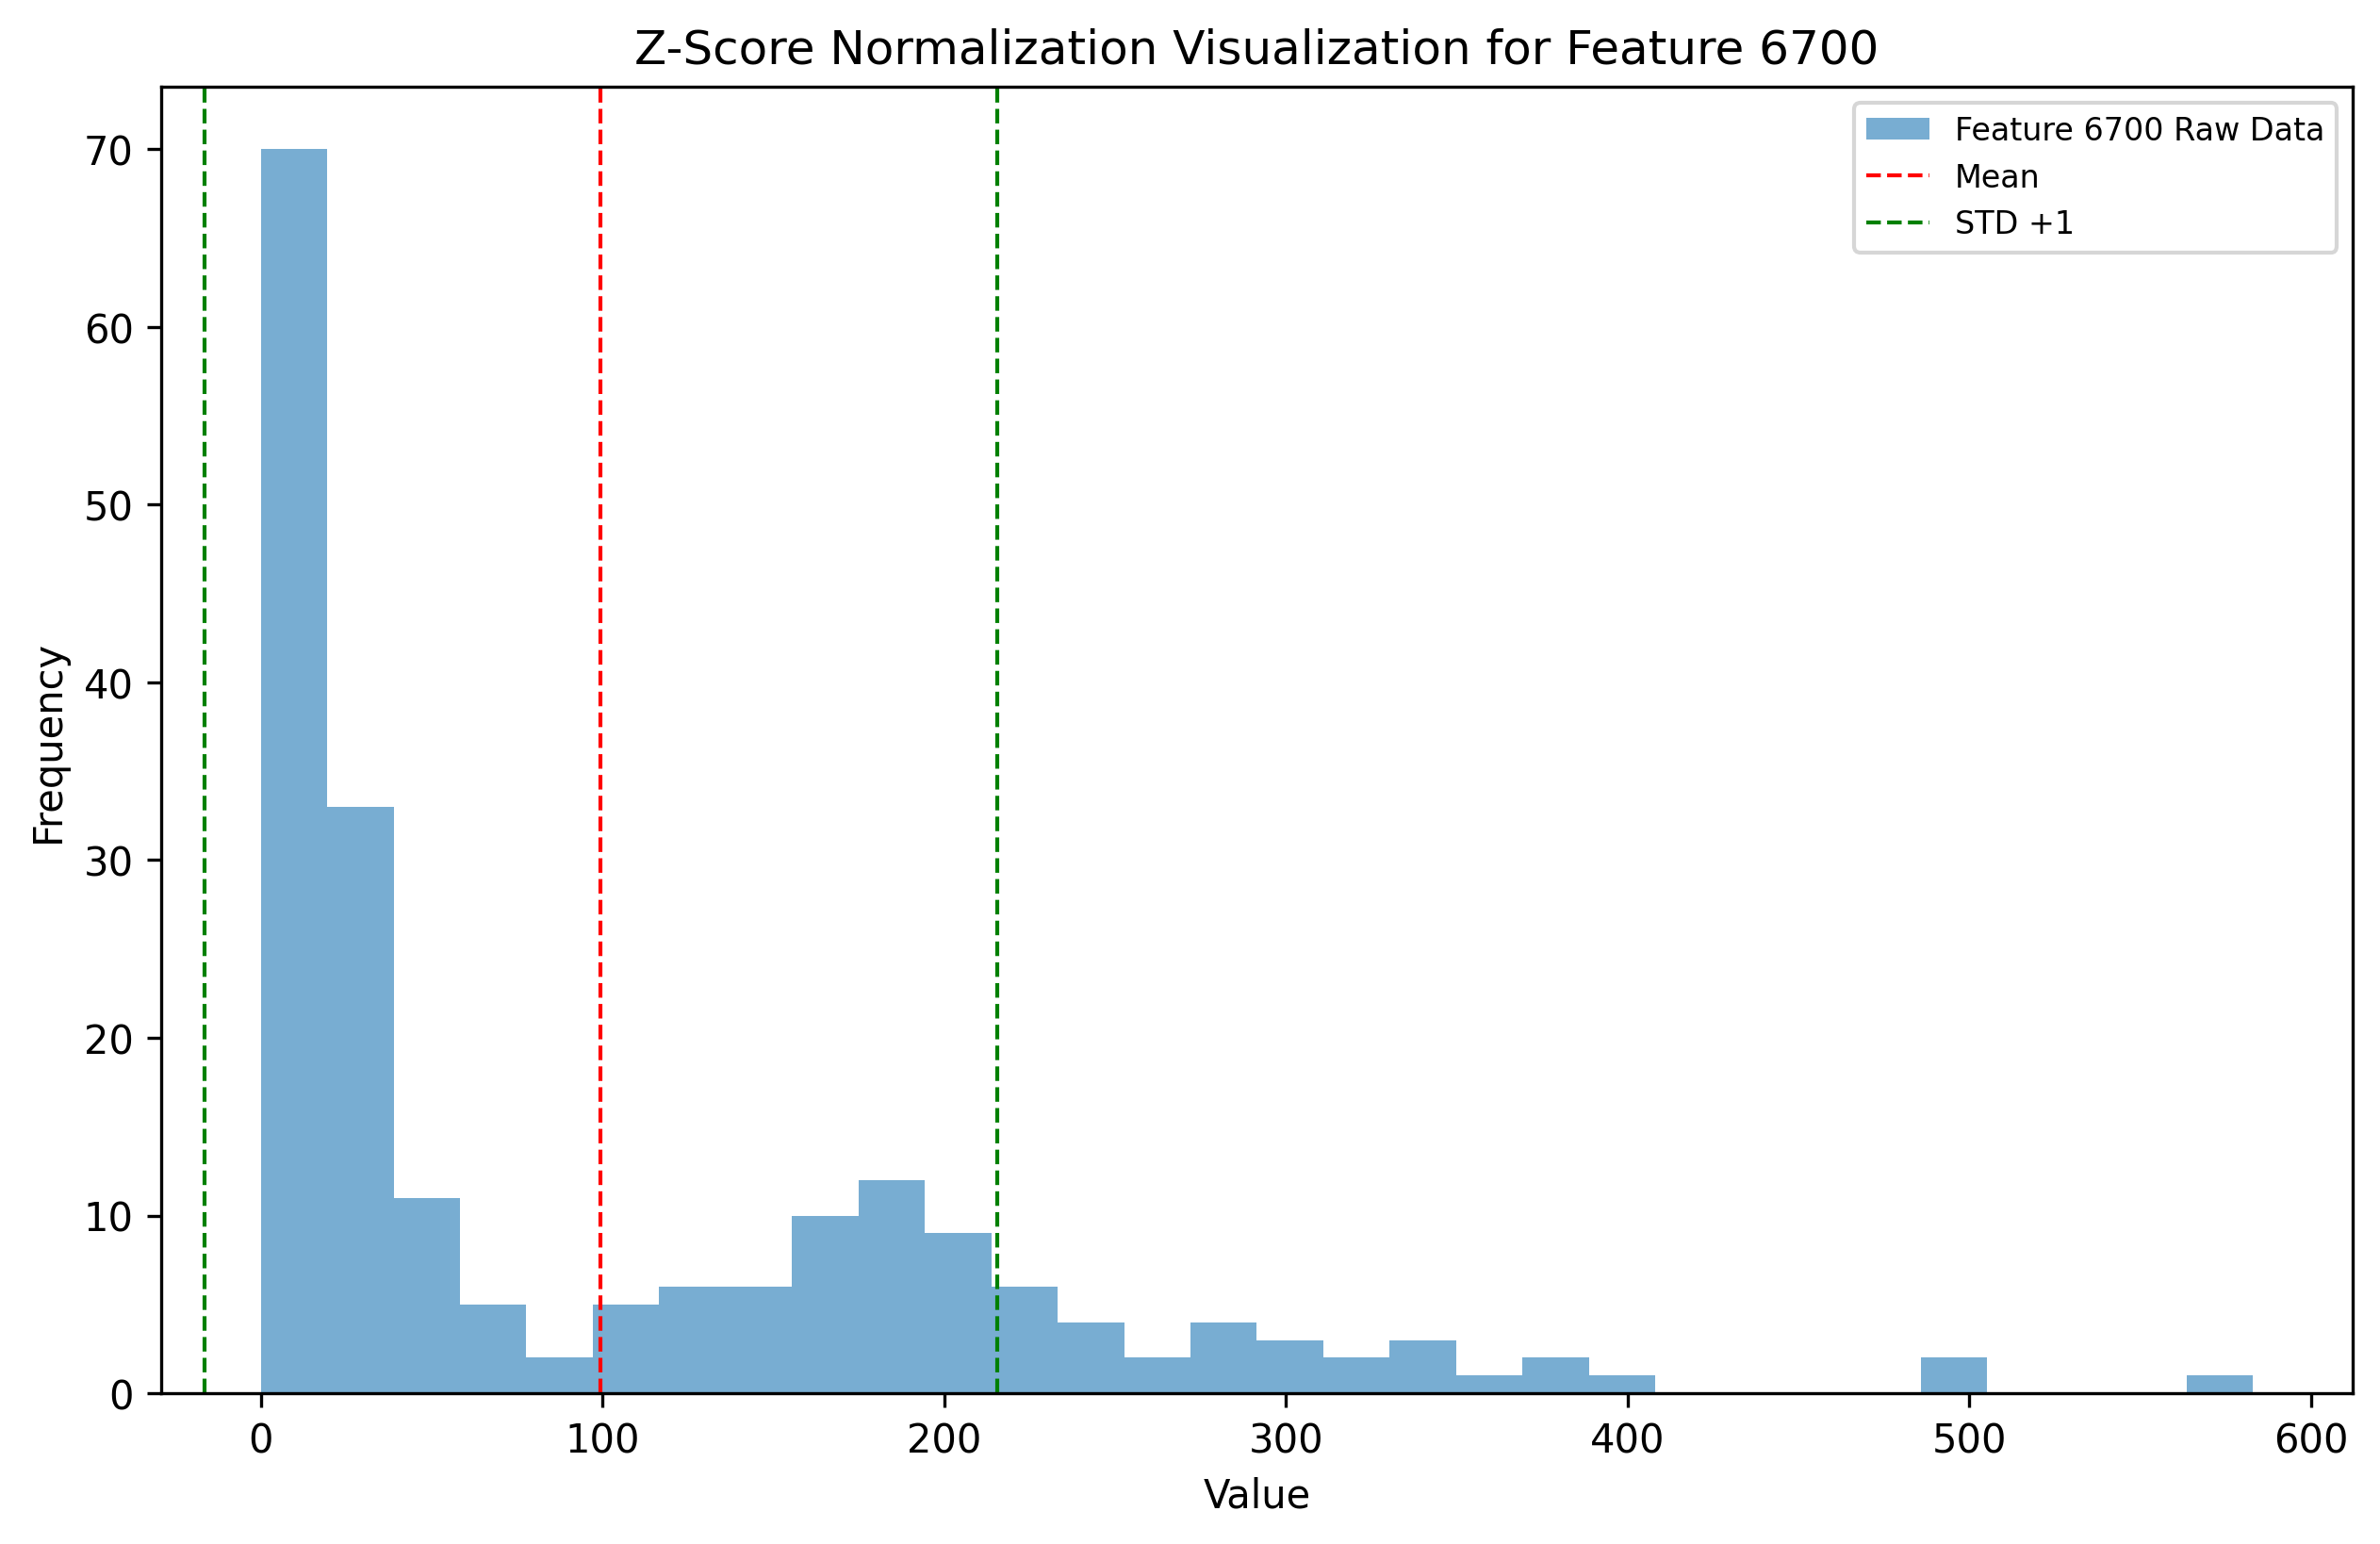 Z-Score Normalization Visualization for Feature 6700
Feature 6700 Raw Data
Mean
STD +1
Frequency
70
60
50
40
30
20
10
0
0 100 200 300 400 500 600
Value